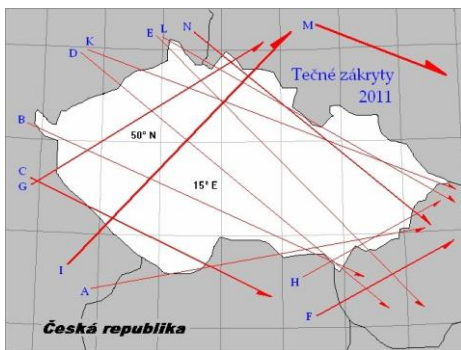 E L N M
K
D
Tečné zákryty
2011
B
50° N
C
G
15° E
I
A
H
F
Česká republika